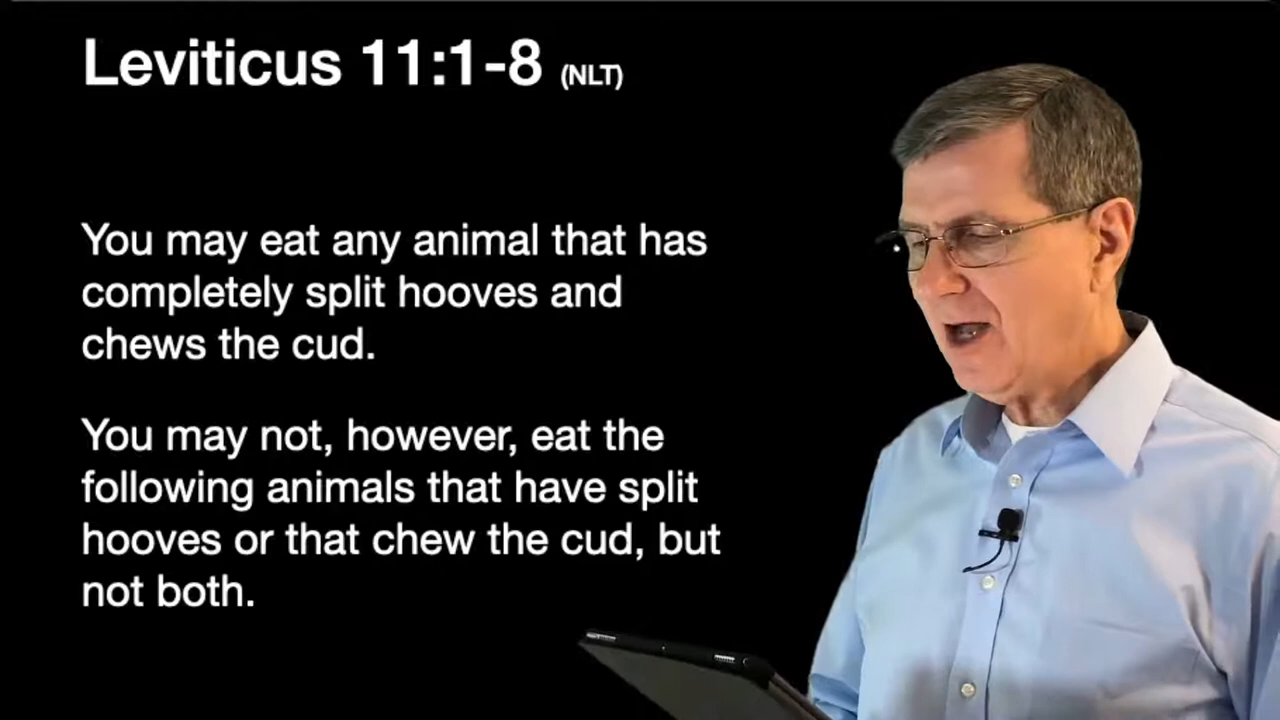 Leviticus 11:1-8 (NLT)
You may eat any animal that has
completely split hooves and
chews the cud.
You may not, however, eat the
following animals that have split
hooves or that chew the cud, but
not both.